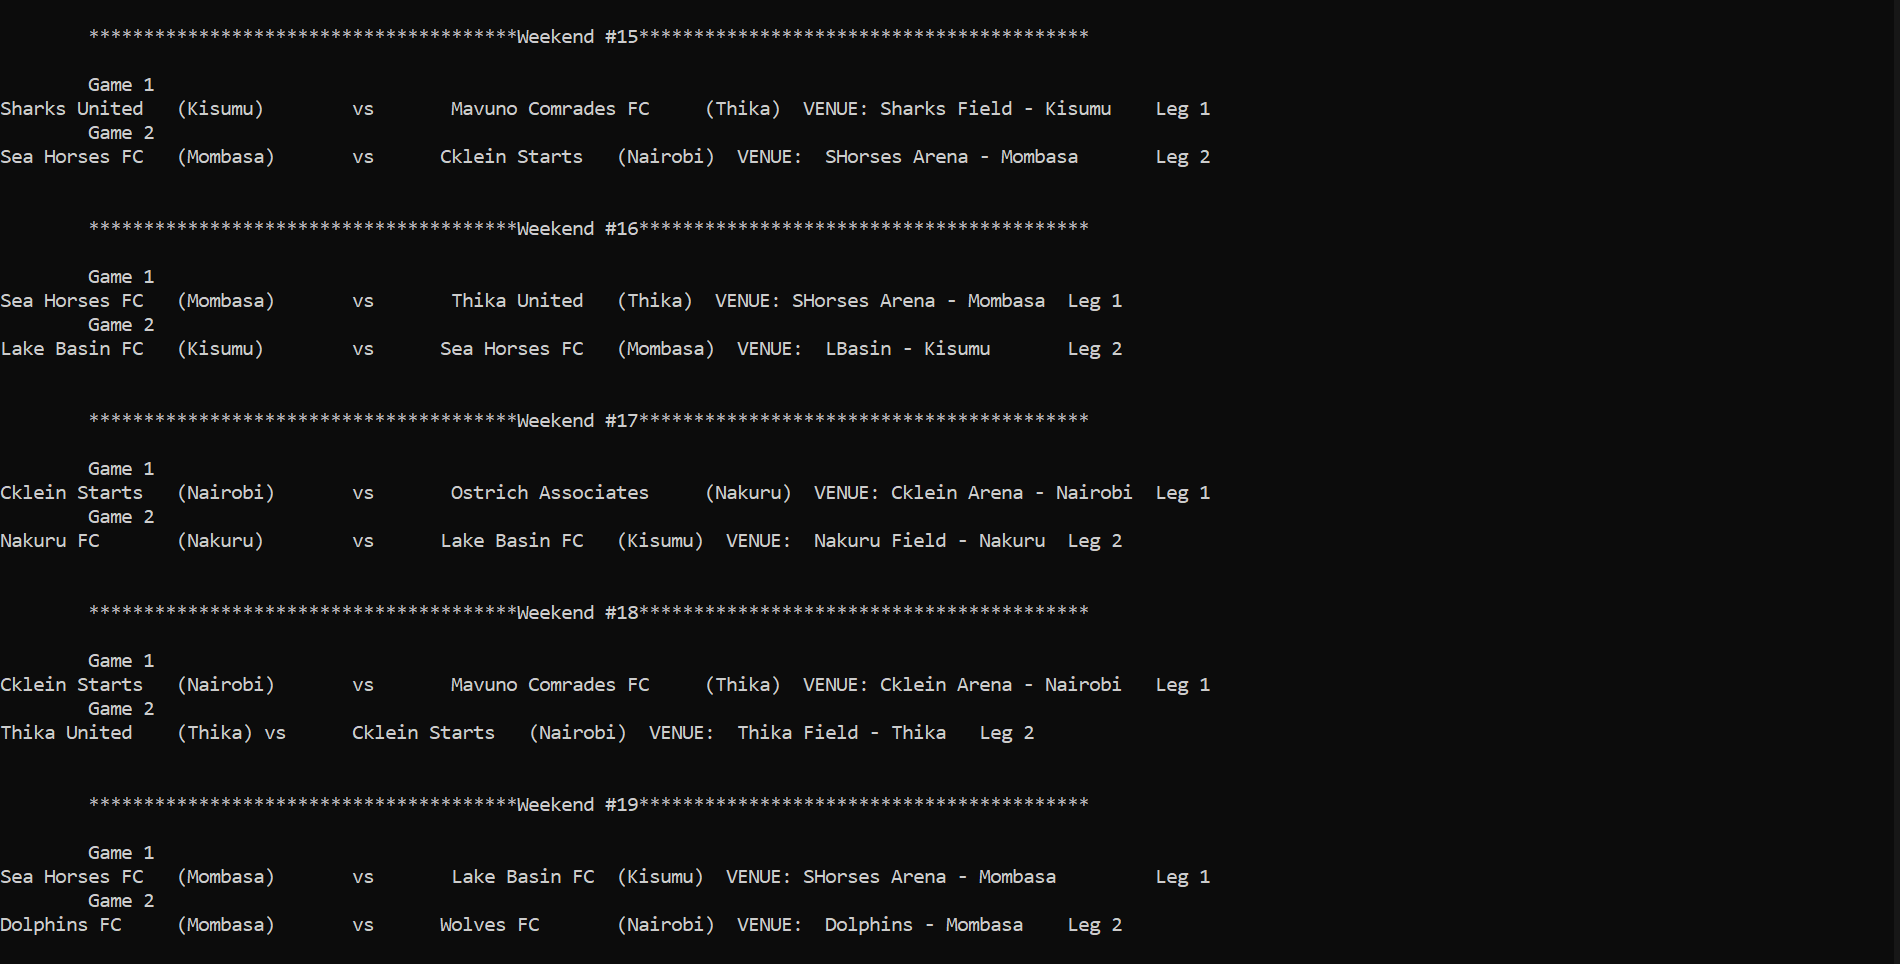 ***************************************Weekend #15*****************************************
Game 1
Sharks United (Kisumu) vs Mavuno Comrades FC (Thika) VENUE: Sharks Field - Kisumu Leg 1
Game 2
Sea Horses FC (Mombasa) vs Cklein Starts (Nairobi) VENUE: SHorses Arena - Mombasa Leg 2
***************************************Weekend #16*****************************************
Game 1
Sea Horses FC (Mombasa) vs Thika United (Thika) VENUE: SHorses Arena - Mombasa Leg 1
Game 2
Lake Basin FC (Kisumu) vs Sea Horses FC (Mombasa) VENUE: LBasin - Kisumu Leg 2
***************************************Weekend #17*****************************************
Game 1
Cklein Starts (Nairobi) vs Ostrich Associates (Nakuru) VENUE: Cklein Arena - Nairobi Leg 1
Game 2
Nakuru FC (Nakuru) vs Lake Basin FC (Kisumu) VENUE: Nakuru Field - Nakuru Leg 2
***************************************Weekend #18*****************************************
Game 1
Cklein Starts (Nairobi) vs Mavuno Comrades FC (Thika) VENUE: Cklein Arena - Nairobi Leg 1
Game 2
Thika United (Thika) vs Cklein Starts (Nairobi) VENUE: Thika Field - Thika Leg 2
***************************************Weekend #19*****************************************
Game 1
Sea Horses FC (Mombasa) vs Lake Basin FC (Kisumu) VENUE: SHorses Arena - Mombasa Leg 1
Game 2
Dolphins FC (Mombasa) vs Wolves FC (Nairobi) VENUE: Dolphins - Mombasa Leg 2